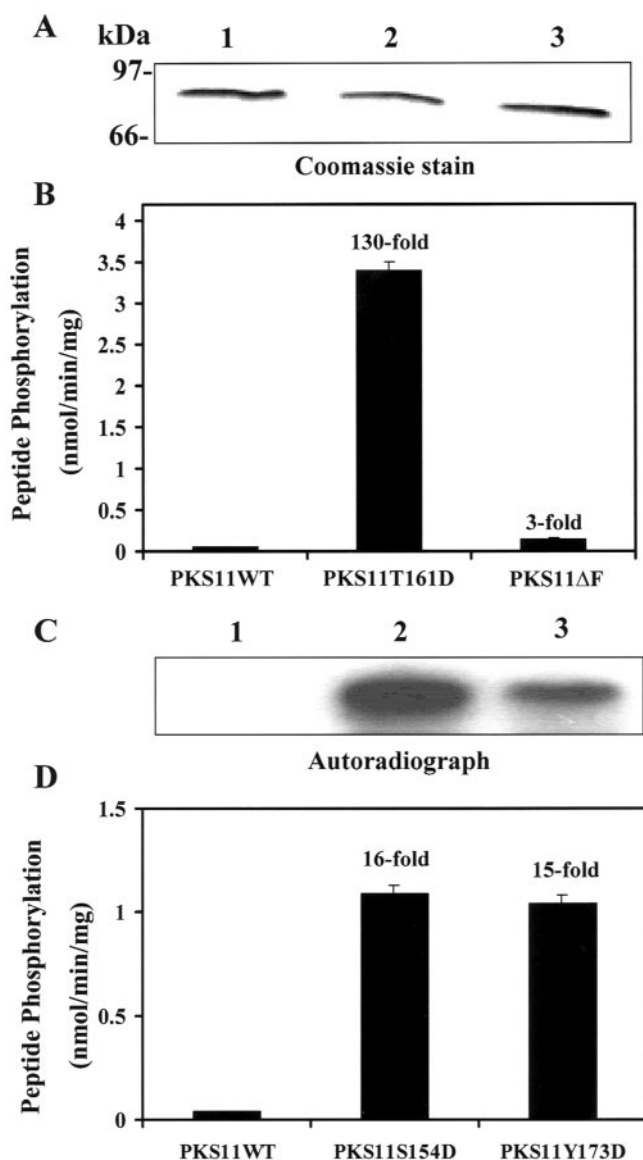 A kDa 1 2 3
97-
66-
Coomassie stain
B
Peptide Phosphorylation
(nmol/min/mg)
4
3.5
3
2.5
2
1.5
1
0.5
0
130-fold
3-fold
PKS11WT PKS11T161D PKS11ΔF
C 1 2 3
Autoradiograph
D
Peptide Phosphorylation
(nmol/min/mg)
1.5
1
0.5
0
16-fold 15-fold
PKS11WT PKS11S154D PKS11Y173D